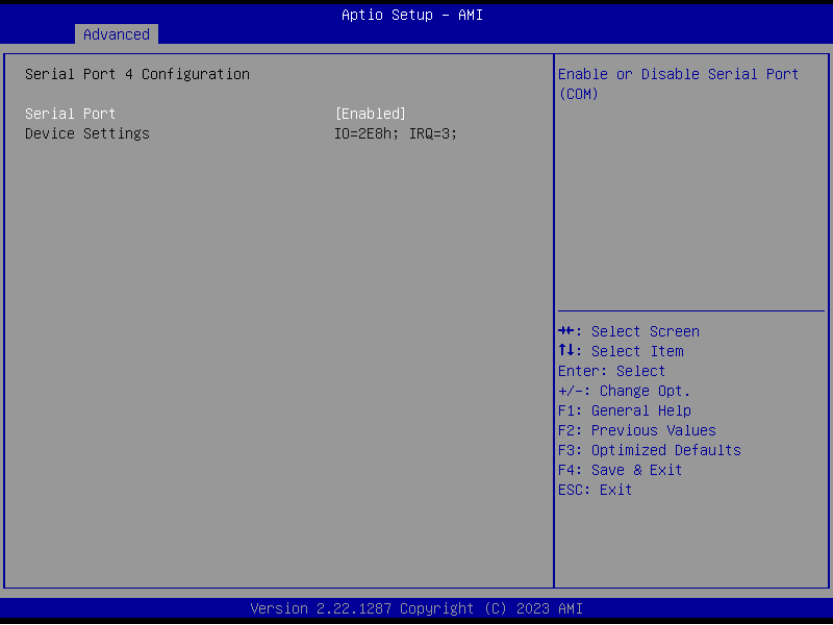 Aptio Setup – AMI
Advanced
Serial Port 4 Configuration
Serial Port [Enabled]
Device Settings IO=2E8h; IRQ=3;
Enable or Disable Serial Port
(COM)
→←: Select Screen
↑↓: Select Item
Enter: Select
+/-: Change Opt.
F1: General Help
F2: Previous Values
F3: Optimized Defaults
F4: Save & Exit
ESC: Exit
Version 2.22.1287 Copyright (C) 2023 AMI